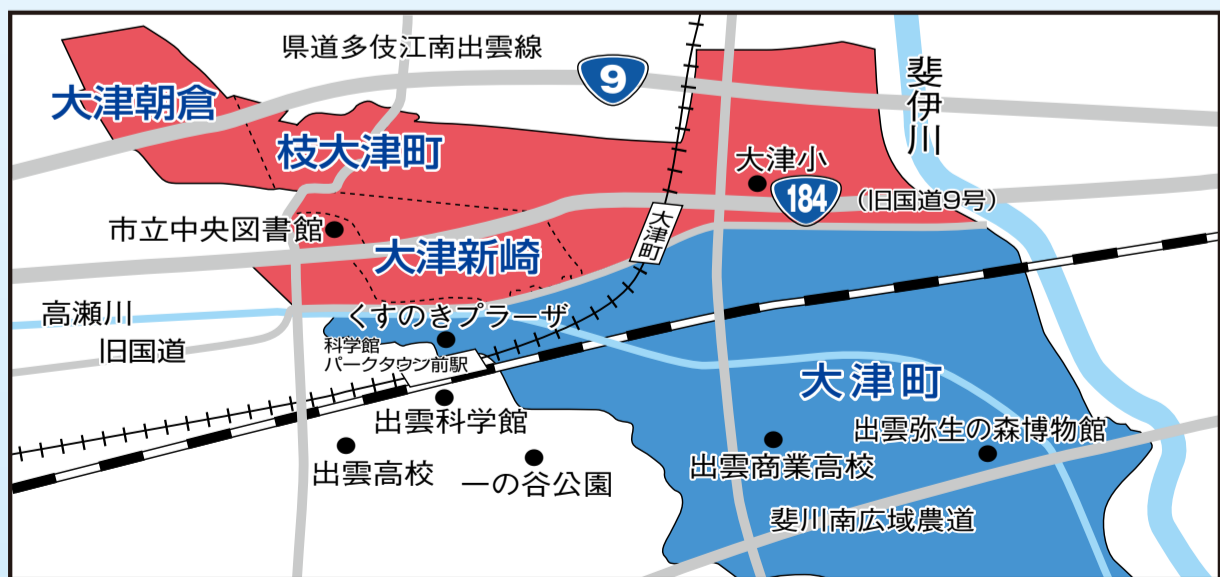 県道多伎江南出雲線
9
斐伊川
大津朝倉
枝大津町
大津小
184
(旧国道9号)
市立中央図書館
大津町
大津新崎
高瀬川
旧国道
くすのきプラーザ
科学館
パークタウン前駅
大津町
出雲科学館
出雲弥生の森博物館
出雲高校
一の谷公園
出雲商業高校
斐川南広域農道